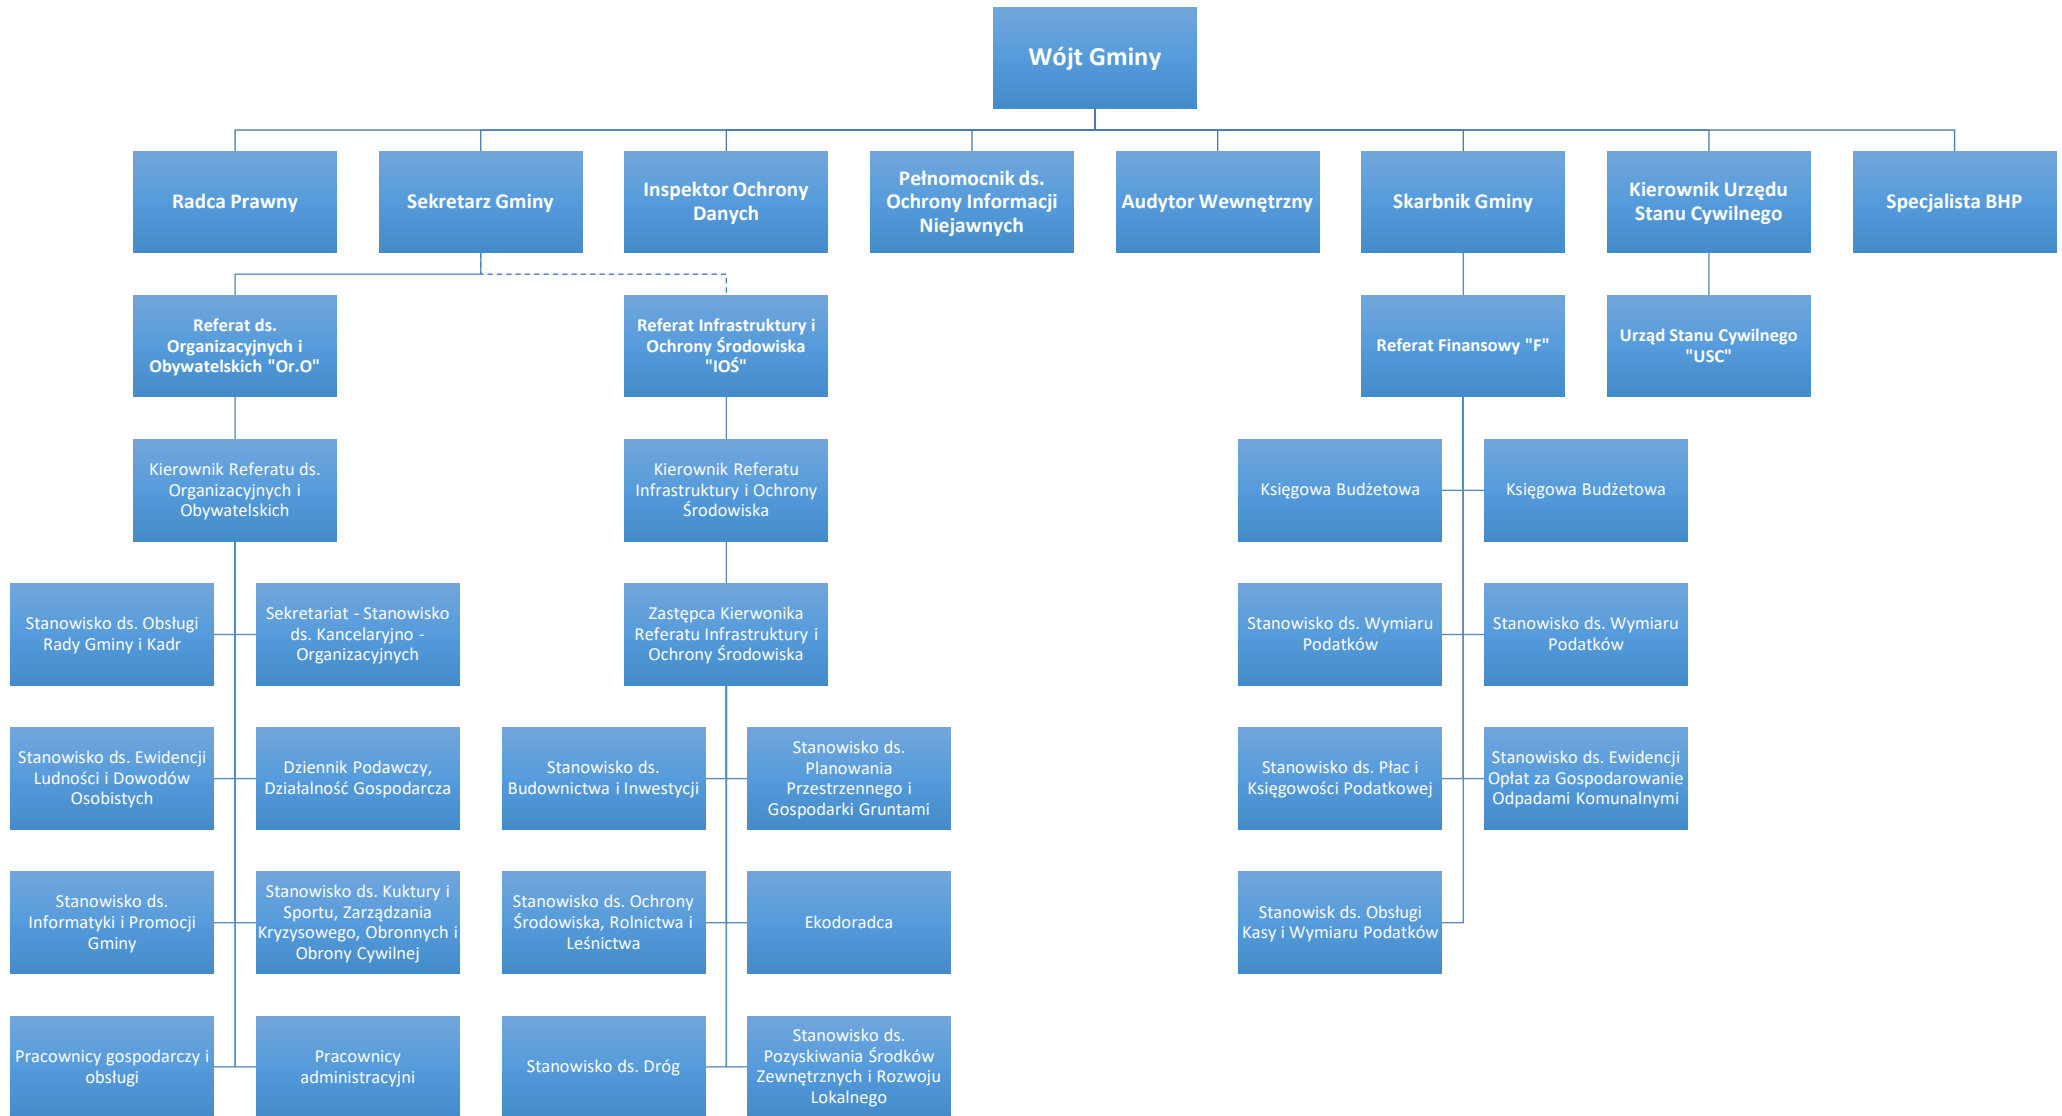 Wójt Gminy
Radca Prawny
Sekretarz Gminy
Inspektor Ochrony
Danych
Pełnomocnik ds.
Ochrony Informacji
Niejawnych
Audytor Wewnętrzny
Skarbnik Gminy
Kierownik Urzędu
Stanu Cywilnego
Specjalista BHP
Referat ds.
Organizacyjnych i
Obywatelskich "Or.O"
Referat Infrastruktury i
Ochrony Środowiska
"IOŚ"
Referat Finansowy "F"
Urząd Stanu Cywilnego
"USC"
Kierownik Referatu ds.
Organizacyjnych i
Obywatelskich
Kierownik Referatu
Infrastruktury i Ochrony
Środowiska
Księgowa Budżetowa
Księgowa Budżetowa
Stanowisko ds. Obsługi
Rady Gminy i Kadr
Sekretariat - Stanowisko
ds. Kancelaryjno -
Organizacyjnych
Zastępca Kierwonika
Referatu Infrastruktury i
Ochrony Środowiska
Stanowisko ds. Wymiaru
Podatków
Stanowisko ds. Wymiaru
Podatków
Stanowisko ds. Ewidencji
Ludności i Dowodów
Osobistych
Dziennik Podawczy,
Działalność Gospodarcza
Stanowisko ds.
Budownictwa i Inwestycji
Stanowisko ds.
Planowania
Przestrzennego i
Gospodarki Gruntami
Stanowisko ds. Płac i
Księgowości Podatkowej
Stanowisko ds. Ewidencji
Opłat za Gospodarowanie
Odpadami Komunalnymi
Stanowisko ds.
Informatyki i Promocji
Gminy
Stanowisko ds. Kuktury i
Sportu, Zarządzania
Kryzysowego, Obronnych i
Obrony Cywilnej
Stanowisko ds. Ochrony
Środowiska, Rolnictwa i
Leśnictwa
Ekodoradca
Stanowisk ds. Obsługi
Kasy i Wymiaru Podatków
Pracownicy gospodarczy i
obsługi
Pracownicy
administracyjni
Stanowisko ds. Dróg
Stanowisko ds.
Pozyskiwania Środków
Zewnętrznych i Rozwoju
Lokalnego